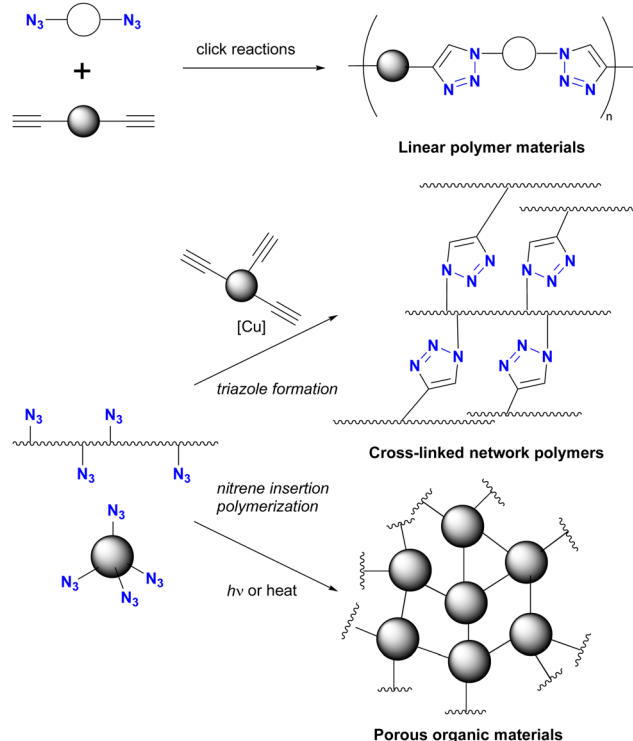 N3 N3
click reactions
+
N N N N N N
n
Linear polymer materials
[Cu]
N N N N N N
triazole formation
N N N N N N
N3 N3
N3 N3
Cross-linked network polymers
nitrene insertion
polymerization
N3
N3 N3
N3
hν or heat
Porous organic materials